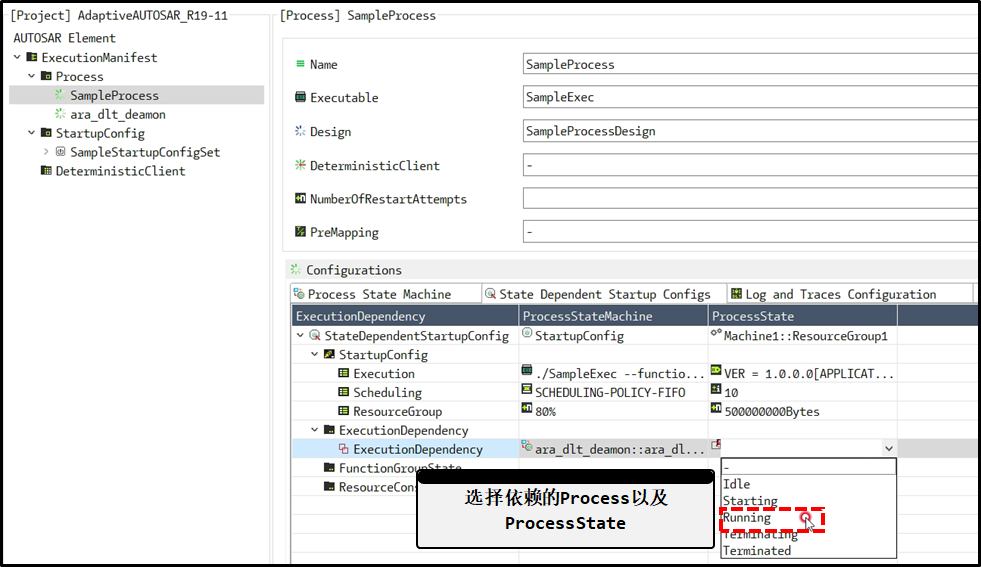 [Project] AdaptiveAUTOSAR_R19-11
AUTOSAR Element
ExecutionManifest
Process
SampleProcess
ara_dlt_deamon
StartupConfig
SampleStartupConfigSet
DeterministicClient
[Process] SampleProcess
Name SampleProcess
Executable SampleExec
Design SampleProcessDesign
DeterministicClient -
NumberOfRestartAttempts
PreMapping -
Configurations
Process State Machine State Dependent Startup Configs Log and Traces Configuration
ExecutionDependency ProcessStateMachine ProcessState
StateDependentStartupConfig StartupConfig Machine1::ResourceGroup1
StartupConfig
Execution ./SampleExec --functio... VER = 1.0.0.0[APPLICAT...
Scheduling SCHEDULING-POLICY-FIFO 10
ResourceGroup 80% 500000000Bytes
ExecutionDependency
ExecutionDependency ara_dlt_deamon::ara_dl...
FunctionGroupState
ResourceCons
-
Idle
Starting
Running
Terminating
Terminated
选择依赖的Process以及
ProcessState